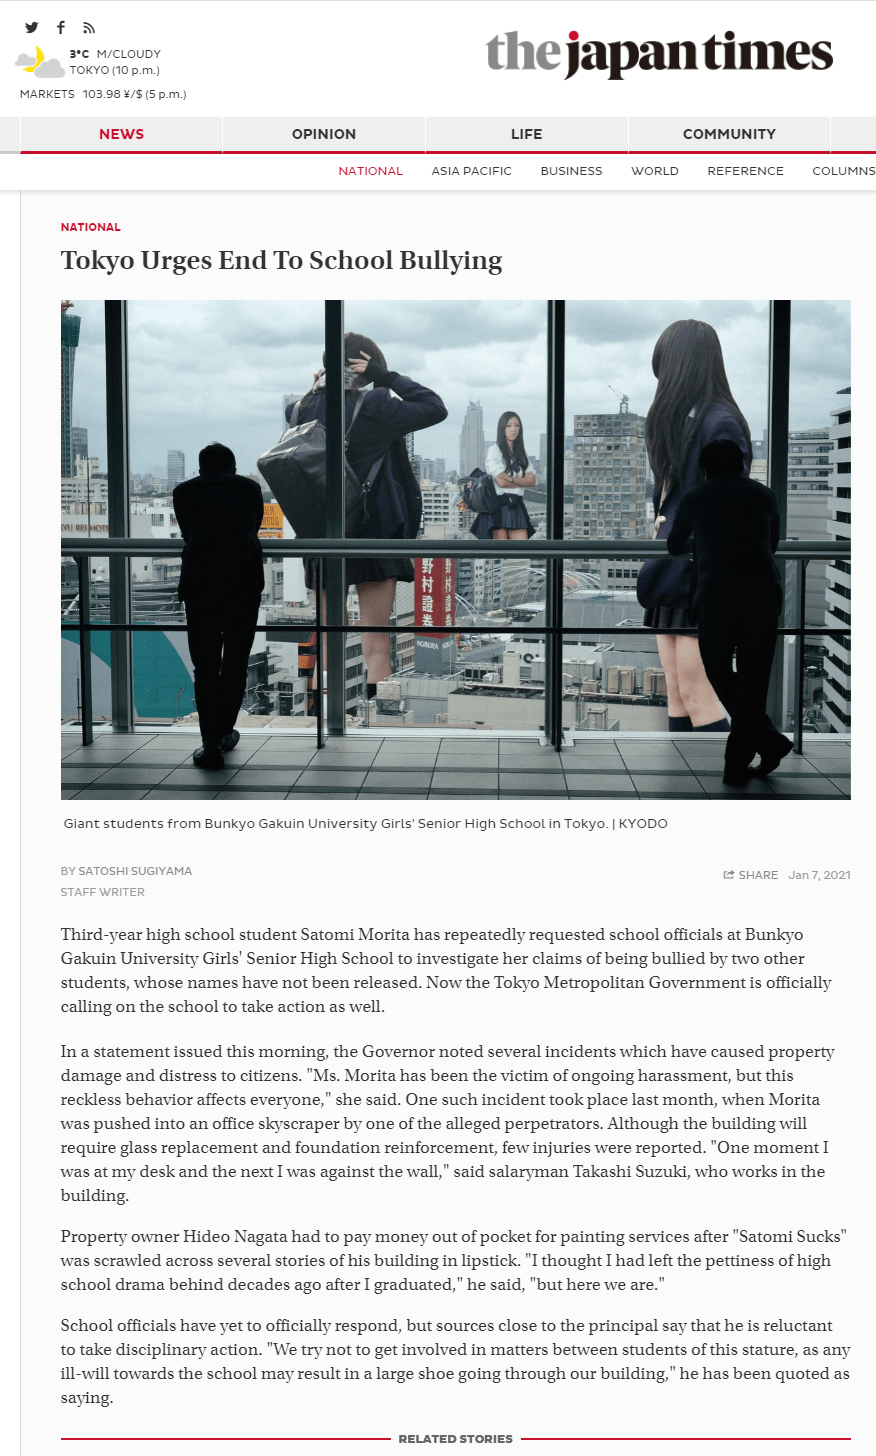 3°C M/CLOUDY
TOKYO (10 p.m.)
MARKETS 103.98 ¥/$ (5 p.m.)
the japan times
NEWS OPINION LIFE COMMUNITY
NATIONAL ASIA PACIFIC BUSINESS WORLD REFERENCE COLUMNS
NATIONAL
Tokyo Urges End To School Bullying
野村證券
野村證券
NOMURA
Giant students from Bunkyo Gakuin University Girls' Senior High School in Tokyo. | KYODO
BY SATOSHI SUGIYAMA
STAFF WRITER
SHARE Jan 7, 2021
Third-year high school student Satomi Morita has repeatedly requested school officials at Bunkyo
Gakuin University Girls' Senior High School to investigate her claims of being bullied by two other
students, whose names have not been released. Now the Tokyo Metropolitan Government is officially
calling on the school to take action as well.
In a statement issued this morning, the Governor noted several incidents which have caused property
damage and distress to citizens. "Ms. Morita has been the victim of ongoing harassment, but this
reckless behavior affects everyone," she said. One such incident took place last month, when Morita
was pushed into an office skyscraper by one of the alleged perpetrators. Although the building will
require glass replacement and foundation reinforcement, few injuries were reported. "One moment I
was at my desk and the next I was against the wall," said salaryman Takashi Suzuki, who works in the
building.
Property owner Hideo Nagata had to pay money out of pocket for painting services after "Satomi Sucks"
was scrawled across several stories of his building in lipstick. "I thought I had left the pettiness of high
school drama behind decades ago after I graduated," he said, "but here we are."
School officials have yet to officially respond, but sources close to the principal say that he is reluctant
to take disciplinary action. "We try not to get involved in matters between students of this stature, as any
ill-will towards the school may result in a large shoe going through our building," he has been quoted as
saying.
RELATED STORIES